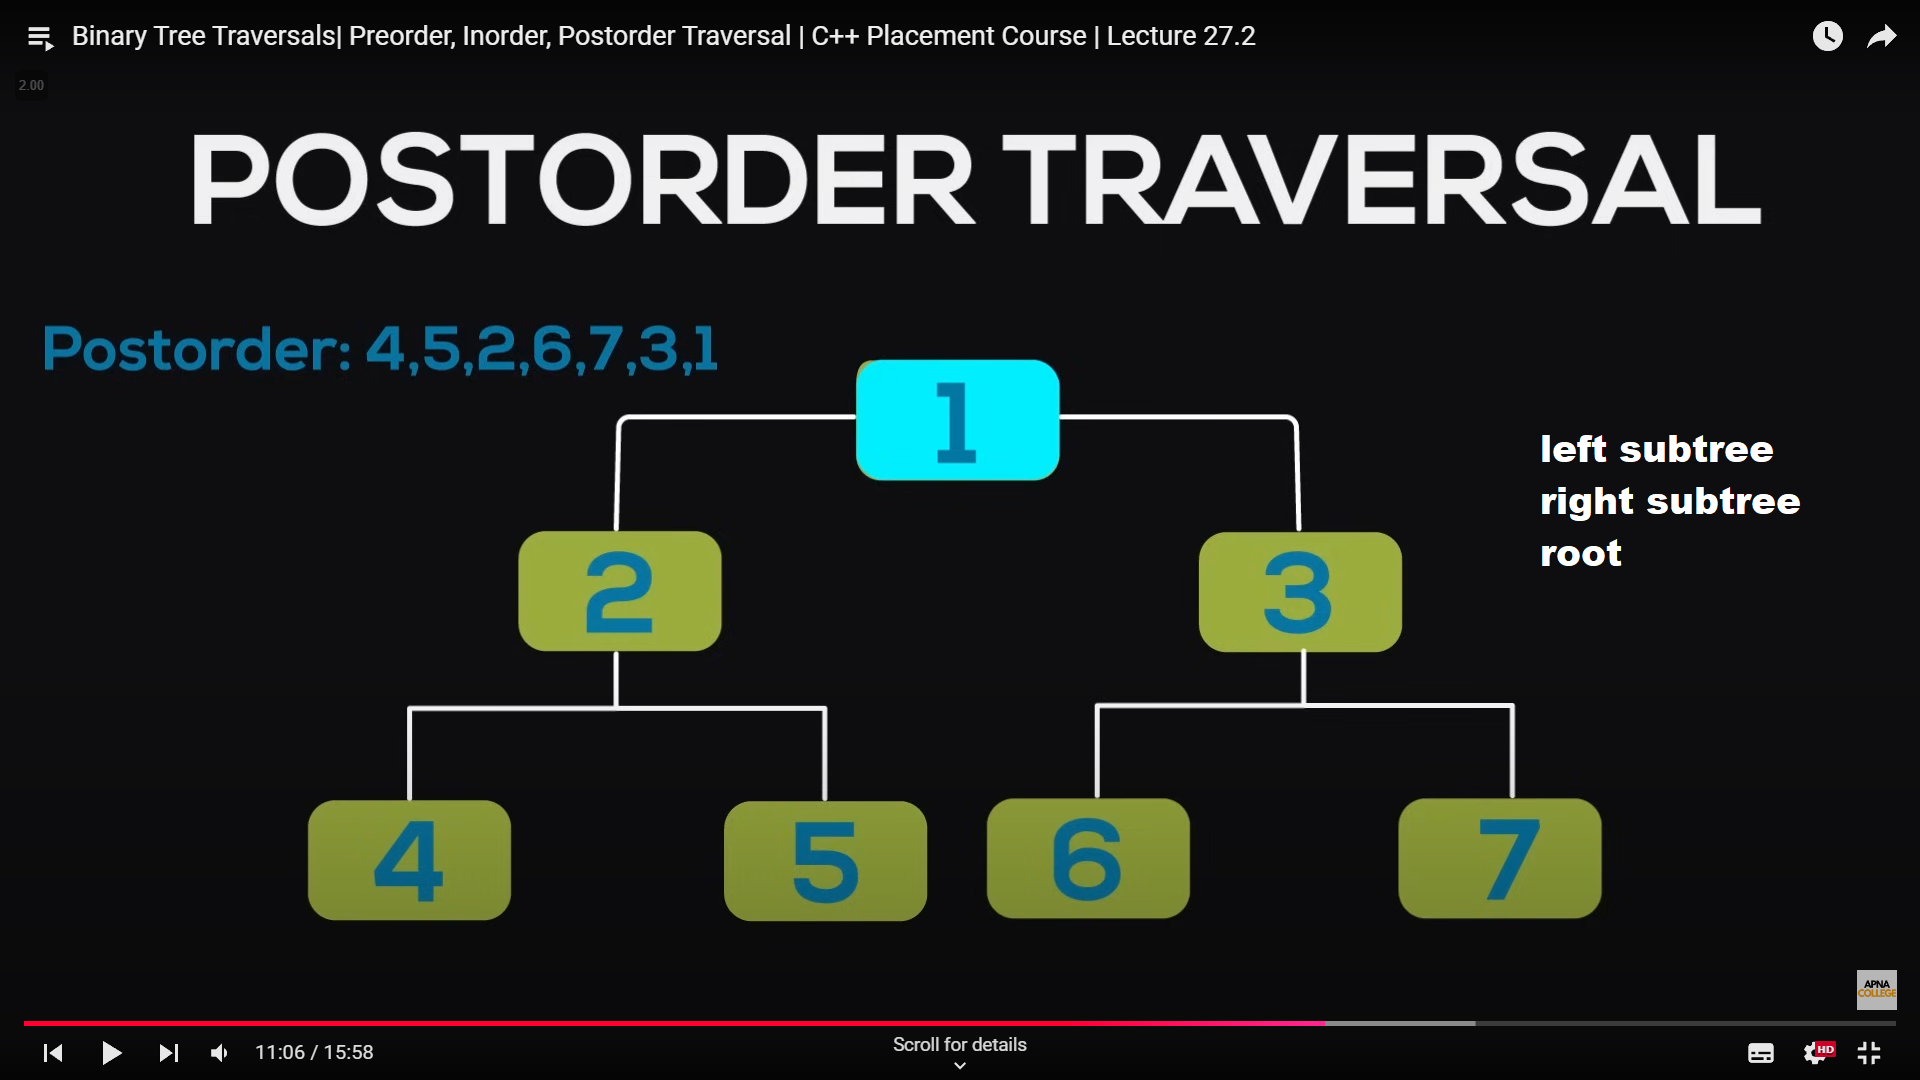 Binary Tree Traversals| Preorder, Inorder, Postorder Traversal | C++ Placement Course | Lecture 27.2
2.00
POSTORDER TRAVERSAL
Postorder: 4,5,2,6,7,3,1
1
left subtree
right subtree
root
2
3
4
5
6
7
APNA
COLLEGE
11:06 / 15:58
Scroll for details
HD